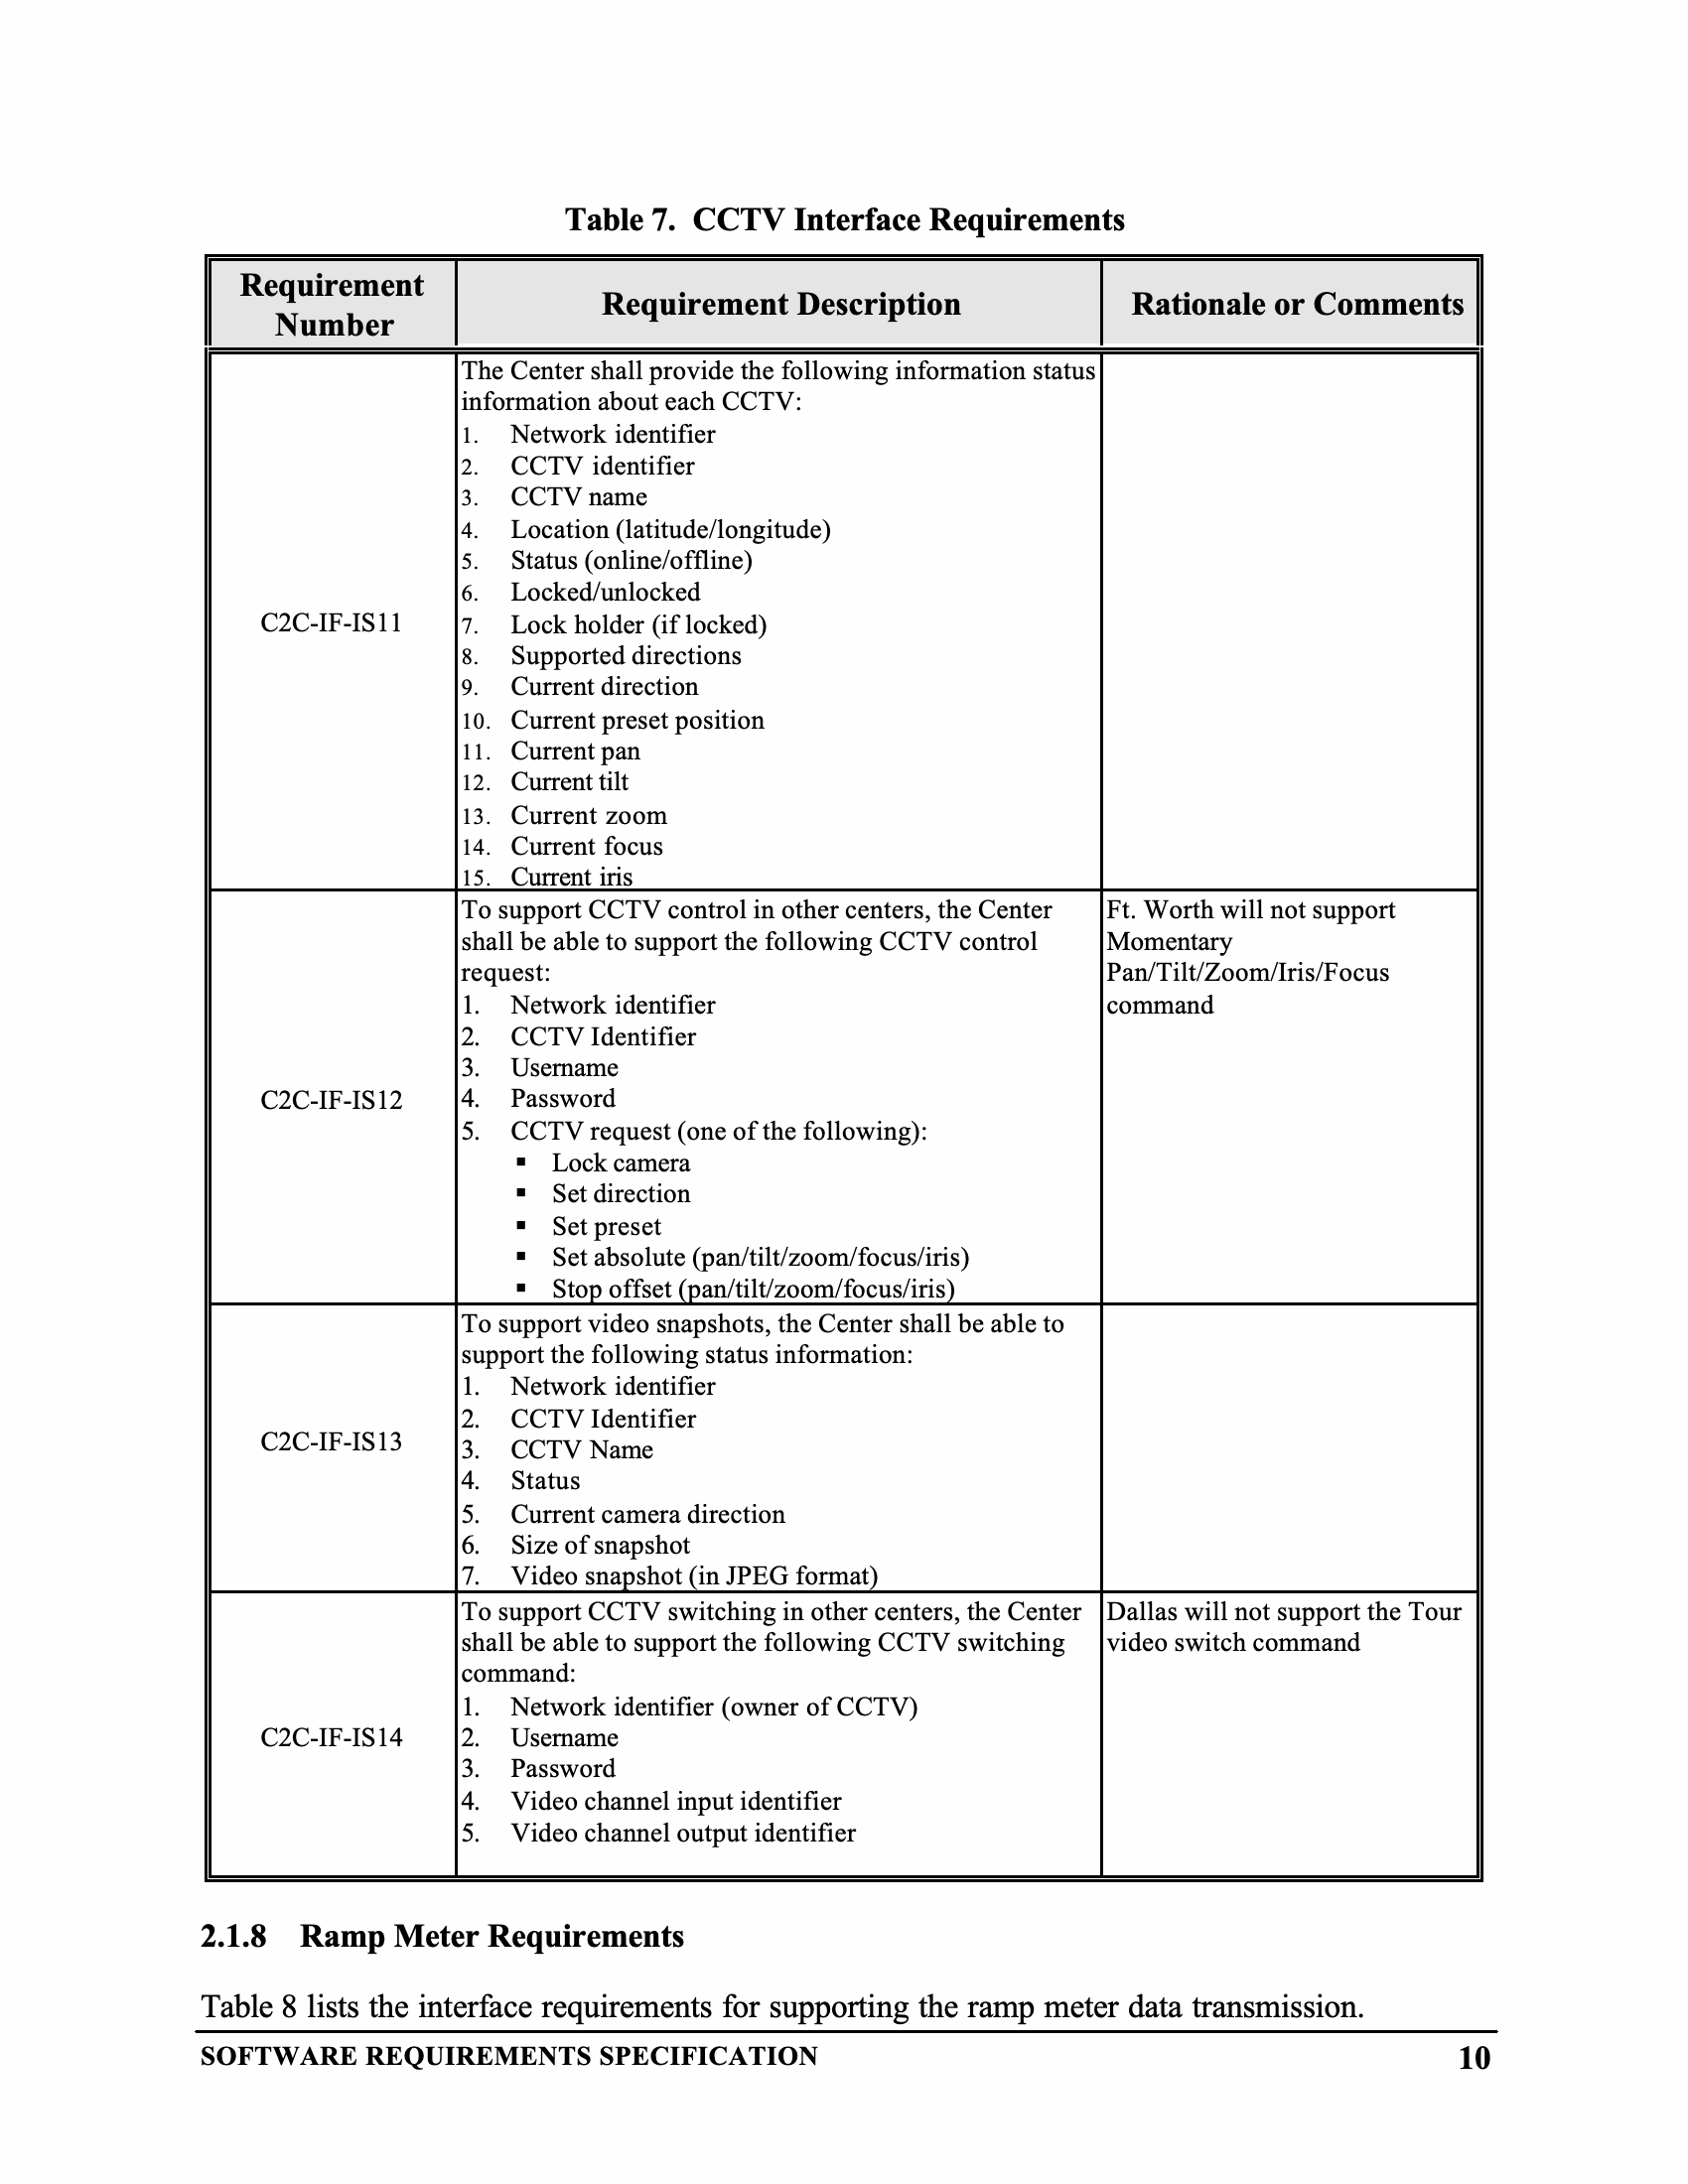 Table 7.  CCTV Interface Requirements
Requirement Number
Requirement Description
Rationale or Comments
C2C-IF-IS11
The Center shall provide the following information status
information about each CCTV:
1. Network identifier
2. CCTV identifier
3. CCTV name
4. Location (latitude/longitude)
5. Status (online/offline)
6. Locked/unlocked
7. Lock holder (if locked)
8. Supported directions
9. Current direction
10. Current preset position
11. Current pan
12. Current tilt
13. Current zoom
14. Current focus
15. Current iris
C2C-IF-IS12
To support CCTV control in other centers, the Center
shall be able to support the following CCTV control
request:
1. Network identifier
2. CCTV Identifier
3. Username
4. Password
5. CCTV request (one of the following):
▪ Lock camera
▪ Set direction
▪ Set preset
▪ Set absolute (pan/tilt/zoom/focus/iris)
▪ Stop offset (pan/tilt/zoom/focus/iris)
Ft. Worth will not support
Momentary
Pan/Tilt/Zoom/Iris/Focus
command
C2C-IF-IS13
To support video snapshots, the Center shall be able to
support the following status information:
1. Network identifier
2. CCTV Identifier
3. CCTV Name
4. Status
5. Current camera direction
6. Size of snapshot
7. Video snapshot (in JPEG format)
C2C-IF-IS14
To support CCTV switching in other centers, the Center
shall be able to support the following CCTV switching
command:
1. Network identifier (owner of CCTV)
2. Username
3. Password
4. Video channel input identifier
5. Video channel output identifier
Dallas will not support the Tour
video switch command
2.1.8 Ramp Meter Requirements
Table 8 lists the interface requirements for supporting the ramp meter data transmission.
SOFTWARE REQUIREMENTS SPECIFICATION 10